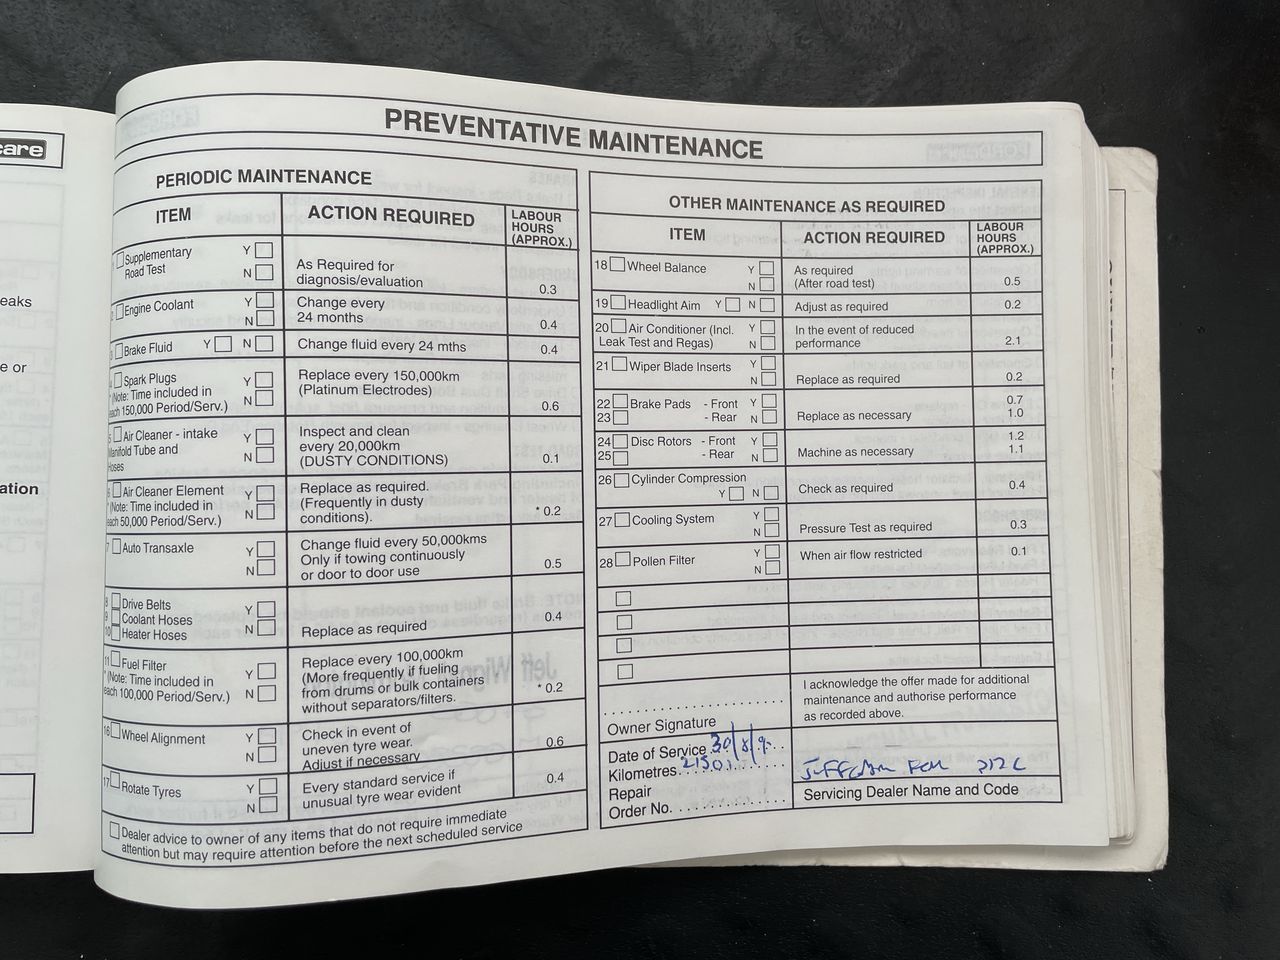 care
eaks
e or
ation
PREVENTATIVE MAINTENANCE
PERIODIC MAINTENANCE
ITEM
ACTION REQUIRED
LABOUR
HOURS
(APPROX.)
Supplementary
Road Test
Y
N
As Required for
diagnosis/evaluation
0.3
Engine Coolant
Y
N
Change every
24 months
0.4
3 Brake Fluid Y N
Change fluid every 24 mths
0.4
Spark Plugs
* (Note: Time included in
each 150,000 Period/Serv.)
Y
N
Replace every 150,000km
(Platinum Electrodes)
0.6
5 Air Cleaner - intake
Manifold Tube and
Hoses
Y
N
Inspect and clean
every 20,000km
(DUSTY CONDITIONS)
0.1
6 Air Cleaner Element
* (Note: Time included in
each 50,000 Period/Serv.)
Y
N
Replace as required.
(Frequently in dusty
conditions).
* 0.2
7 Auto Transaxle
Y
N
Change fluid every 50,000kms
Only if towing continuously
or door to door use
0.5
8 Drive Belts
9 Coolant Hoses
10 Heater Hoses
Y
N
Replace as required
0.4
11 Fuel Filter
* (Note: Time included in
each 100,000 Period/Serv.)
Y
N
Replace every 100,000km
(More frequently if fueling
from drums or bulk containers
without separators/filters.
* 0.2
16 Wheel Alignment
Y
N
Check in event of
uneven tyre wear.
Adjust if necessary
0.6
17 Rotate Tyres
Y
N
Every standard service if
unusual tyre wear evident
0.4
Dealer advice to owner of any items that do not require immediate
attention but may require attention before the next scheduled service
OTHER MAINTENANCE AS REQUIRED
ITEM
ACTION REQUIRED
LABOUR
HOURS
(APPROX.)
18 Wheel Balance
Y
N
As required
(After road test)
0.5
19 Headlight Aim Y N
Adjust as required
0.2
20 Air Conditioner (Incl.
Leak Test and Regas)
Y
N
In the event of reduced
performance
2.1
21 Wiper Blade Inserts
Y
N
Replace as required
0.2
22 Brake Pads - Front Y
23 - Rear N
Replace as necessary
0.7
1.0
24 Disc Rotors - Front Y
25 - Rear N
Machine as necessary
1.2
1.1
26 Cylinder Compression
Y N
Check as required
0.4
27 Cooling System
Y
N
Pressure Test as required
0.3
28 Pollen Filter
Y
N
When air flow restricted
0.1
Owner Signature
I acknowledge the offer made for additional
maintenance and authorise performance
as recorded above.
Date of Service
Kilometres
Repair
Order No.
Servicing Dealer Name and Code